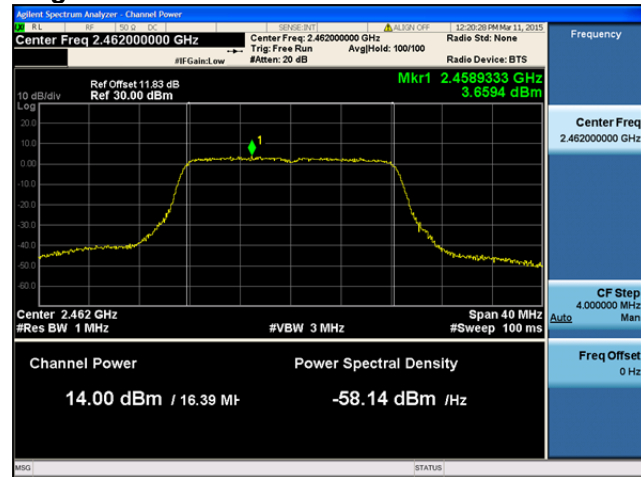 Agilent Spectrum Analyzer - Channel Power
RL RF 50 Ω DC SENSE:INT ALIGN OFF 12:20:28 PM Mar 11, 2015
Center Freq 2.462000000 GHz Center Freq: 2.462000000 GHz Radio Std: None
Trig: Free Run Avg|Hold: 100/100
#IFGain:Low #Atten: 20 dB Radio Device: BTS
Frequency
Ref Offset 11.83 dB Mkr1 2.4589333 GHz
10 dB/div Ref 30.00 dBm 3.6594 dBm
Log
20.0
10.0
1
0.00
-10.0
-20.0
-30.0
-40.0
-50.0
-60.0
Center 2.462 GHz Span 40 MHz
#Res BW 1 MHz #VBW 3 MHz #Sweep 100 ms
Center Freq
2.462000000 GHz
CF Step
4.000000 MHz
Auto Man
Freq Offset
0 Hz
Channel Power Power Spectral Density
14.00 dBm / 16.39 MH -58.14 dBm /Hz
MSG STATUS